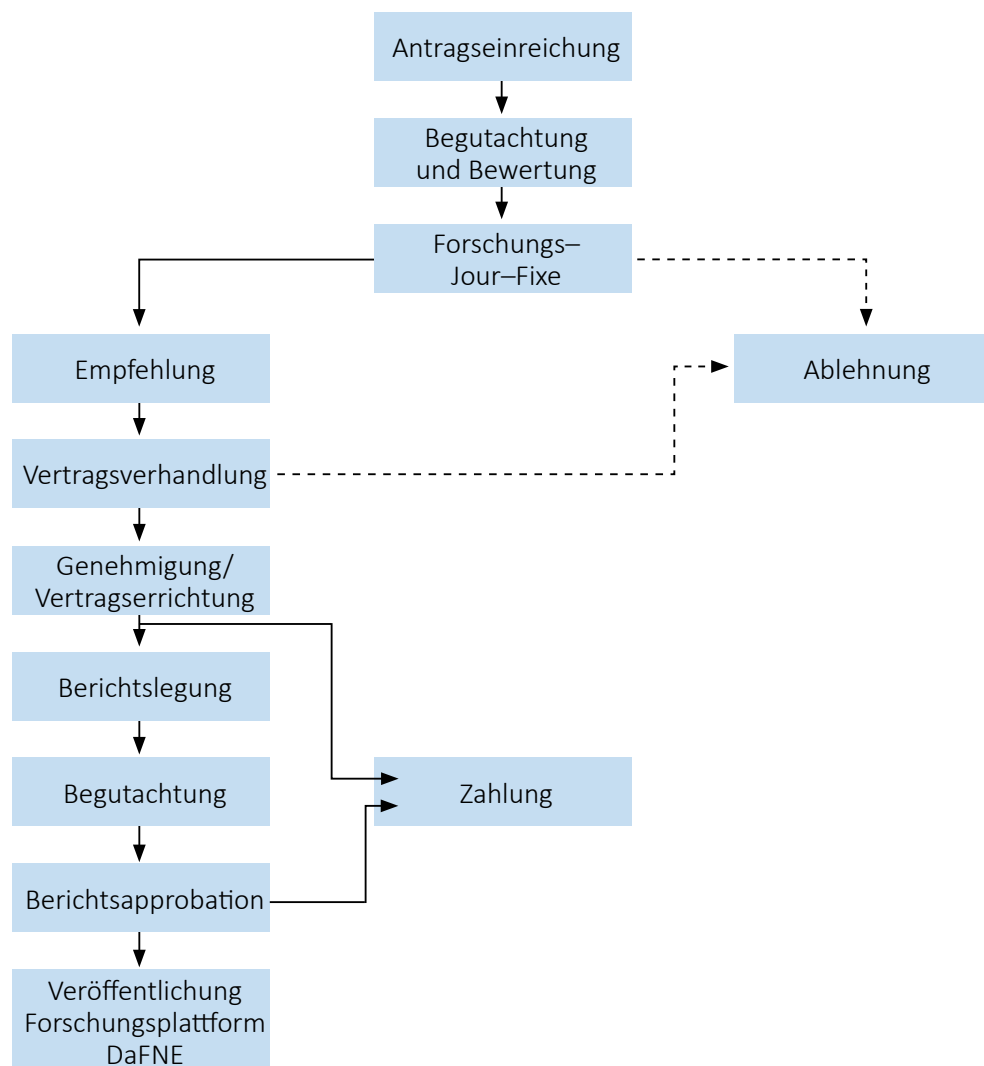 Antragseinreichung
Begutachtung
und Bewertung
Forschungs–
Jour–Fixe
Empfehlung
Ablehnung
Vertragsverhandlung
Genehmigung/
Vertragserrichtung
Berichtslegung
Begutachtung
Zahlung
Berichtsapprobation
Veröffentlichung
Forschungsplattform
DaFNE